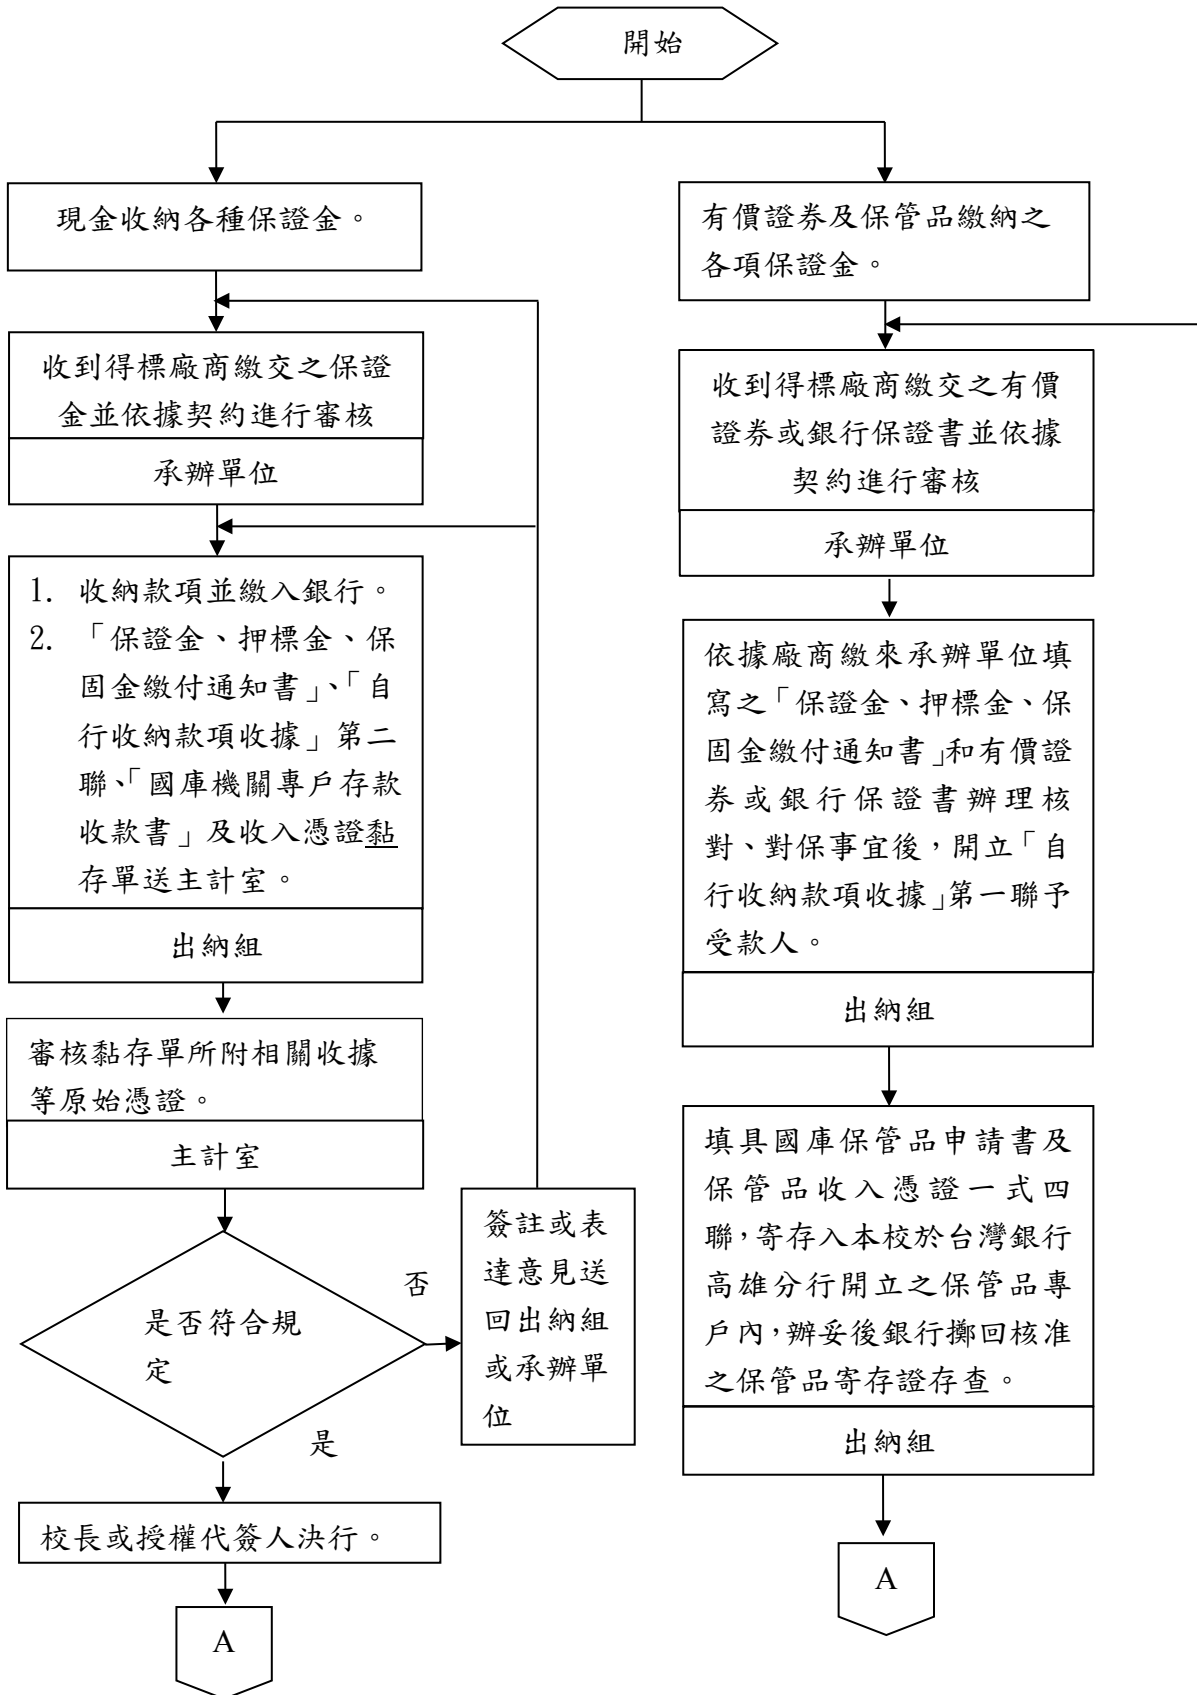 開始
現金收納各種保證金。
收到得標廠商繳交之保證
金並依據契約進行審核
承辦單位
1. 收納款項並繳入銀行。
2. 「保證金、押標金、保
固金繳付通知書」、「自
行收納款項收據」第二
聯、「國庫機關專戶存款
收款書」及收入憑證黏
存單送主計室。
出納組
審核黏存單所附相關收據
等原始憑證。
主計室
是否符合規
定
否
是
簽註或表
達意見送
回出納組
或承辦單
位
校長或授權代簽人決行。
A
有價證券及保管品繳納之
各項保證金。
收到得標廠商繳交之有價
證券或銀行保證書並依據
契約進行審核
承辦單位
依據廠商繳來承辦單位填
寫之「保證金、押標金、保
固金繳付通知書」和有價證
券或銀行保證書辦理核
對、對保事宜後，開立「自
行收納款項收據」第一聯予
受款人。
出納組
填具國庫保管品申請書及
保管品收入憑證一式四
聯，寄存入本校於台灣銀行
高雄分行開立之保管品專
戶內，辦妥後銀行擲回核准
之保管品寄存證存查。
出納組
A